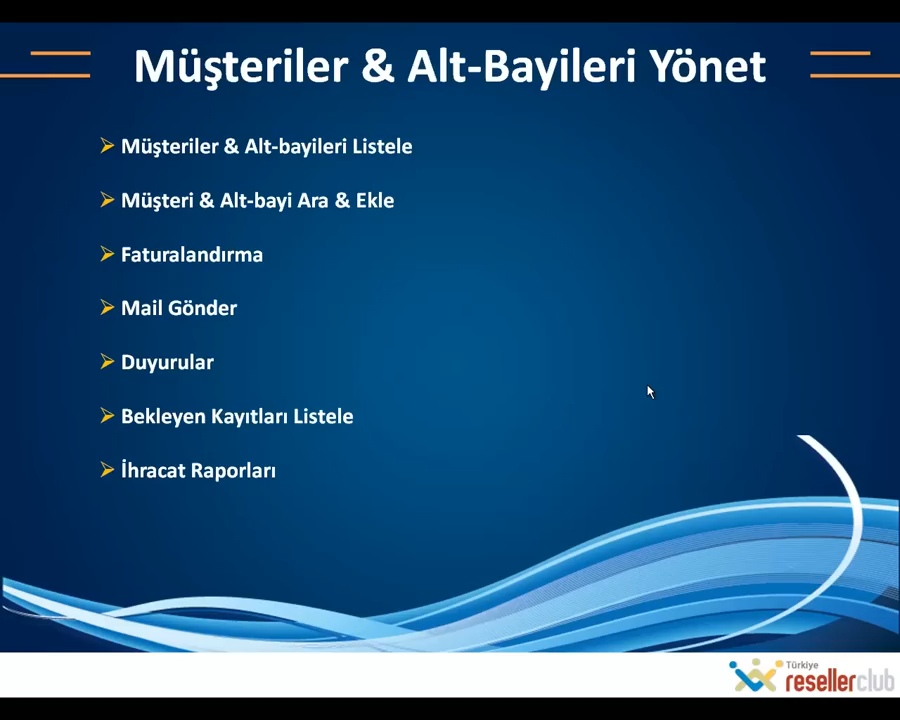 Müşteriler & Alt-Bayileri Yönet
Müşteriler & Alt-bayileri Listele
Müşteri & Alt-bayi Ara & Ekle
Faturalandırma
Mail Gönder
Duyurular
Bekleyen Kayıtları Listele
İhracat Raporları
Türkiye
resellerclub